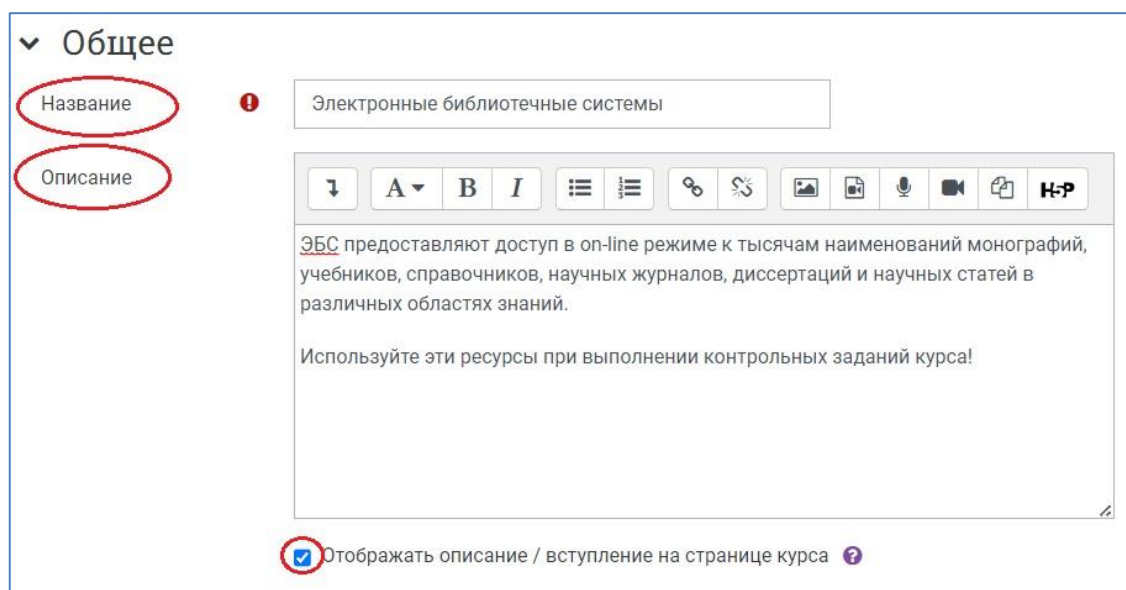 Общее
Название
Электронные библиотечные системы
Описание
A B I H5P
ЭБС предоставляют доступ в on-line режиме к тысячам наименований монографий,
учебников, справочников, научных журналов, диссертаций и научных статей в
различных областях знаний.
Используйте эти ресурсы при выполнении контрольных заданий курса!
Отображать описание / вступление на странице курса